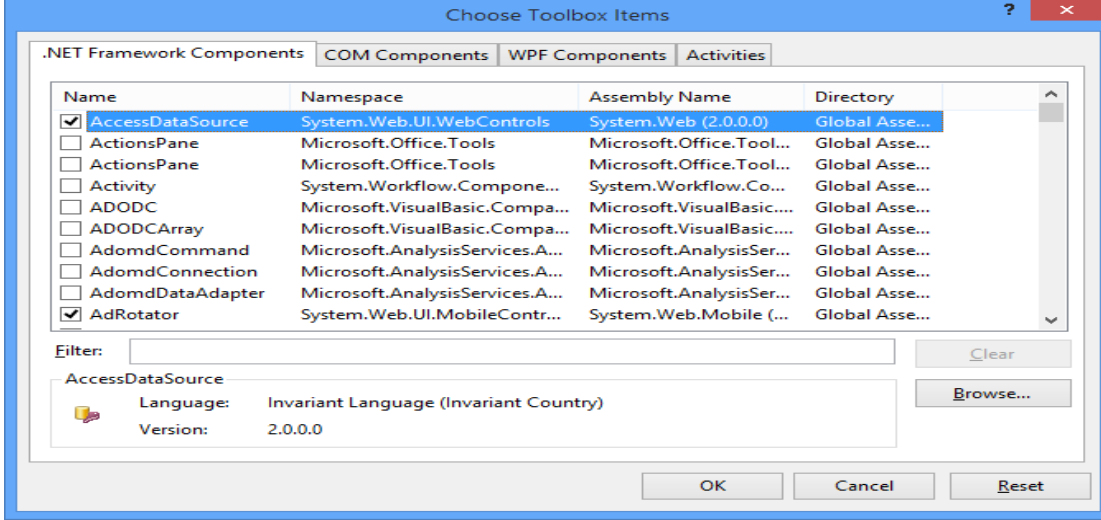 Choose Toolbox Items
?
.NET Framework Components COM Components WPF Components Activities
Name Namespace Assembly Name Directory
AccessDataSource System.Web.UI.WebControls System.Web (2.0.0.0) Global Asse...
ActionsPane Microsoft.Office.Tools Microsoft.Office.Tool... Global Asse...
ActionsPane Microsoft.Office.Tools Microsoft.Office.Tool... Global Asse...
Activity System.Workflow.Compone... System.Workflow.Co... Global Asse...
ADODC Microsoft.VisualBasic.Compa... Microsoft.VisualBasic.... Global Asse...
ADODCArray Microsoft.VisualBasic.Compa... Microsoft.VisualBasic.... Global Asse...
AdomdCommand Microsoft.AnalysisServices.A... Microsoft.AnalysisSer... Global Asse...
AdomdConnection Microsoft.AnalysisServices.A... Microsoft.AnalysisSer... Global Asse...
AdomdDataAdapter Microsoft.AnalysisServices.A... Microsoft.AnalysisSer... Global Asse...
AdRotator System.Web.UI.MobileContr... System.Web.Mobile (... Global Asse...
Filter: Clear
AccessDataSource
Browse...
Language: Invariant Language (Invariant Country)
Version: 2.0.0.0
OK Cancel Reset